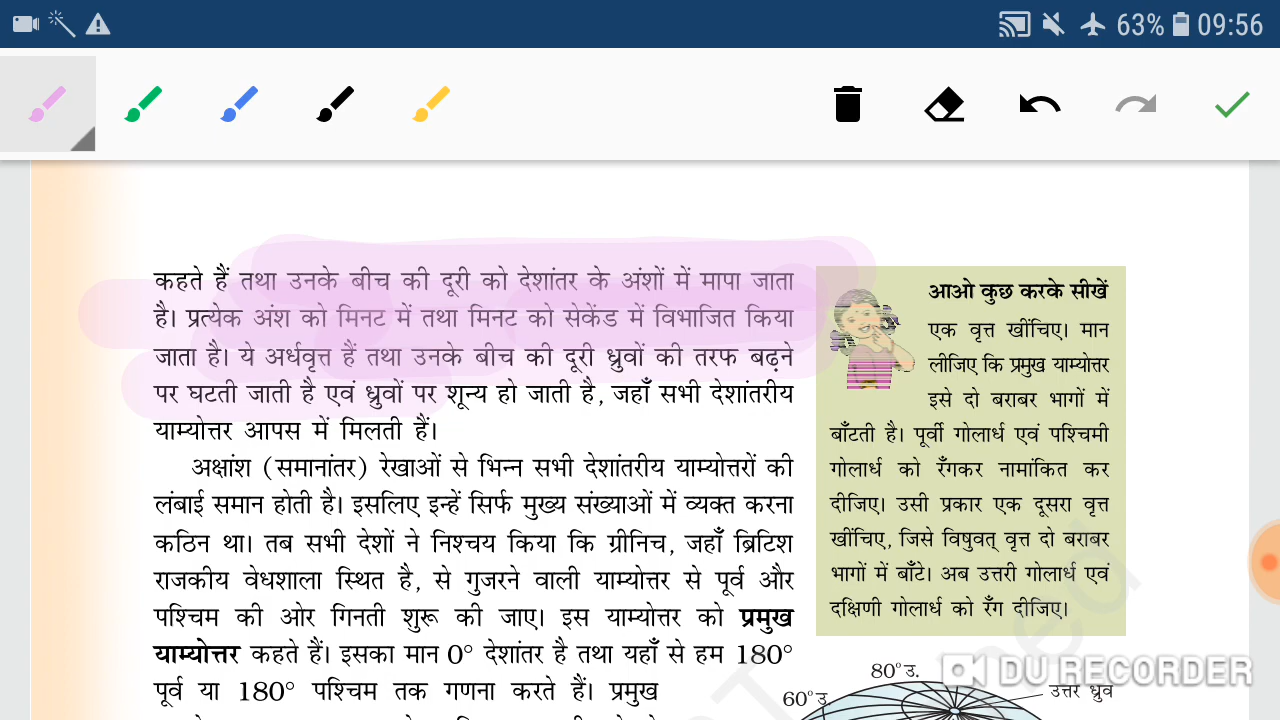 63% 09:56
कहते हैं तथा उनके बीच की दूरी को देशांतर के अंशों में मापा जाता
है। प्रत्येक अंश को मिनट में तथा मिनट को सेकेंड में विभाजित किया
जाता है। ये अर्धवृत्त हैं तथा उनके बीच की दूरी ध्रुवों की तरफ बढ़ने
पर घटती जाती है एवं ध्रुवों पर शून्य हो जाती है, जहाँ सभी देशांतरीय
याम्योत्तर आपस में मिलती हैं।
अक्षांश (समानांतर) रेखाओं से भिन्न सभी देशांतरीय याम्योत्तरों की
लंबाई समान होती है। इसलिए इन्हें सिर्फ मुख्य संख्याओं में व्यक्त करना
कठिन था। तब सभी देशों ने निश्चय किया कि ग्रीनिच, जहाँ ब्रिटिश
राजकीय वेधशाला स्थित है, से गुजरने वाली याम्योत्तर से पूर्व और
पश्चिम की ओर गिनती शुरू की जाए। इस याम्योत्तर को प्रमुख
याम्योत्तर कहते हैं। इसका मान 0° देशांतर है तथा यहाँ से हम 180°
पूर्व या 180° पश्चिम तक गणना करते हैं। प्रमुख
आओ कुछ करके सीखें
एक वृत्त खींचिए। मान
लीजिए कि प्रमुख याम्योत्तर
इसे दो बराबर भागों में
बाँटती है। पूर्वी गोलार्ध एवं पश्चिमी
गोलार्ध को रँगकर नामांकित कर
दीजिए। उसी प्रकार एक दूसरा वृत्त
खींचिए, जिसे विषुवत् वृत्त दो बराबर
भागों में बाँटे। अब उत्तरी गोलार्ध एवं
दक्षिणी गोलार्ध को रँग दीजिए।
80° उ.
60° उ.
उत्तर ध्रुव
DU RECORDER